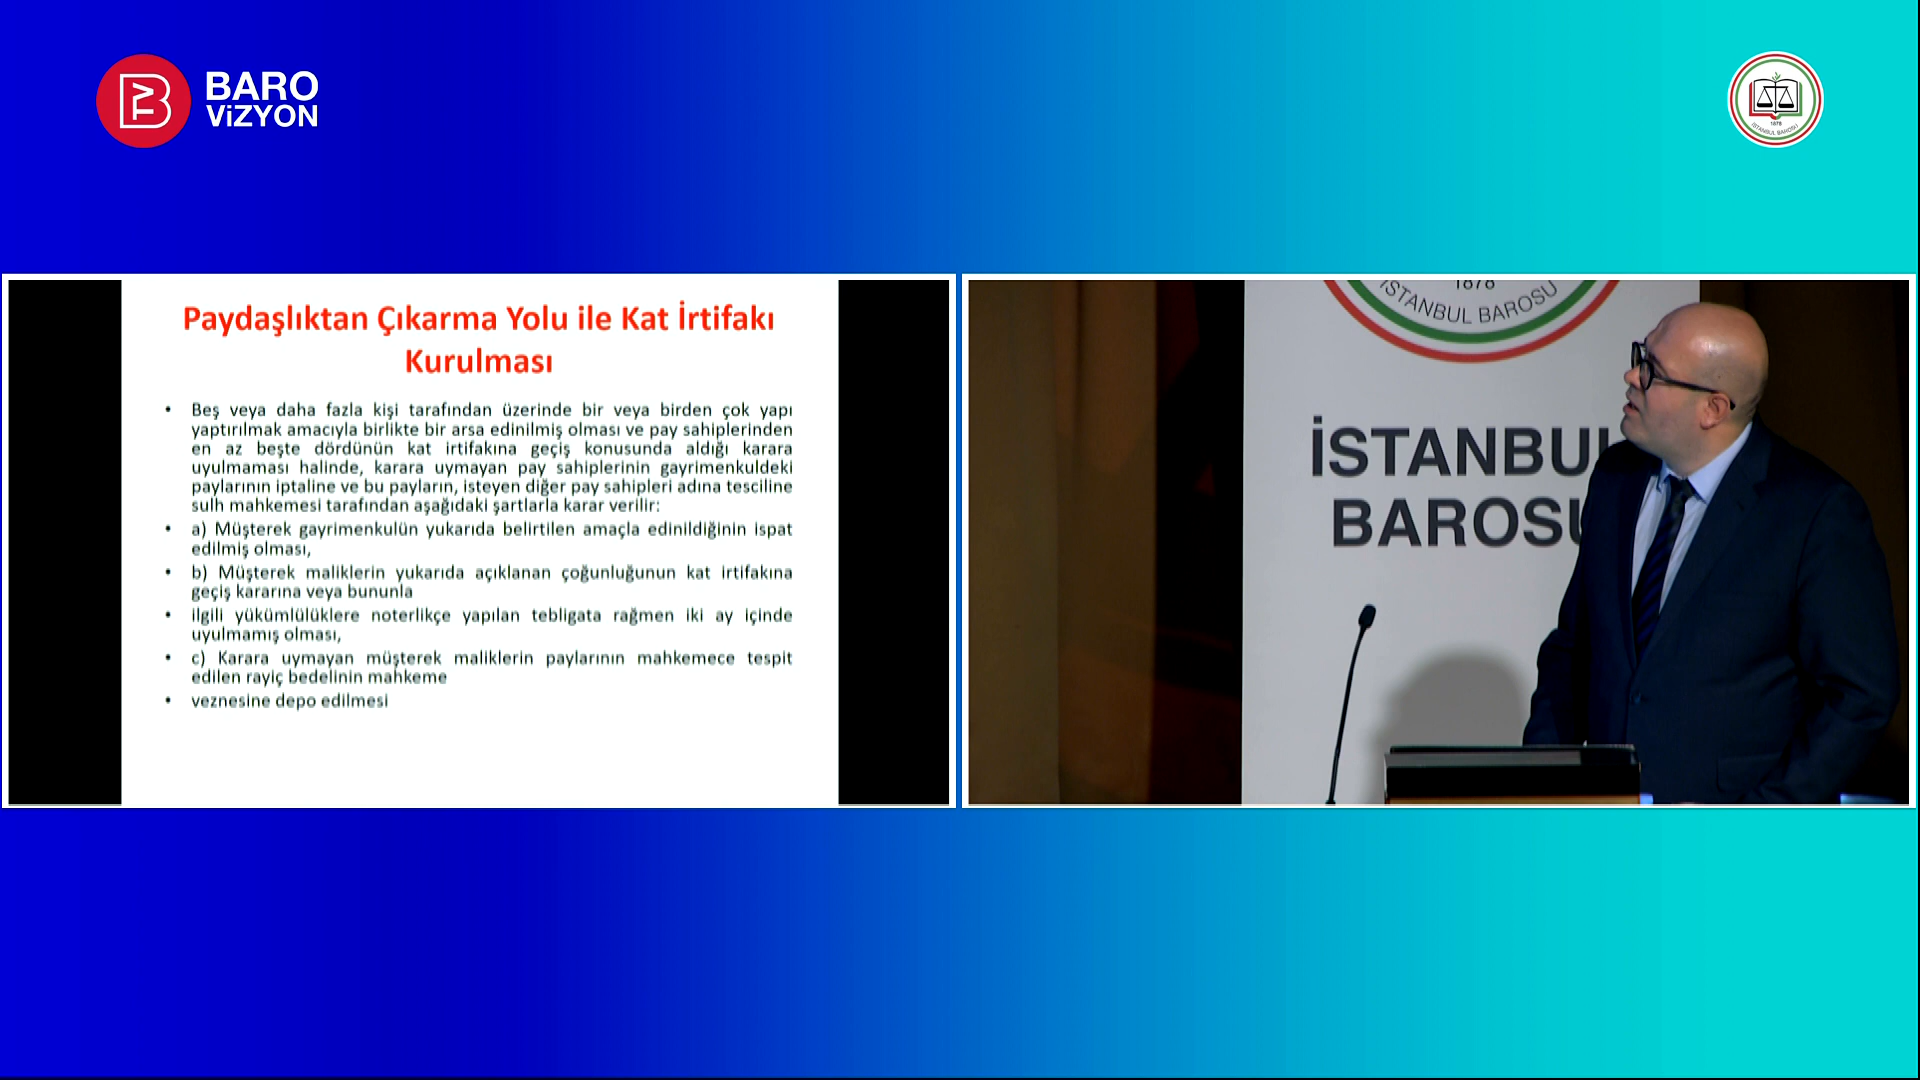 BARO
ViZYON
1878
İSTANBUL BAROSU
Paydaşlıktan Çıkarma Yolu ile Kat İrtifakı
Kurulması
• Beş veya daha fazla kişi tarafından üzerinde bir veya birden çok yapı
yaptırılmak amacıyla birlikte bir arsa edinilmiş olması ve pay sahiplerinden
en az beşte dördünün kat irtifakına geçiş konusunda aldığı karara
uyulmaması halinde, karara uymayan pay sahiplerinin gayrimenkuldeki
paylarının iptaline ve bu payların, isteyen diğer pay sahipleri adına tesciline
sulh mahkemesi tarafından aşağıdaki şartlarla karar verilir:
• a) Müşterek gayrimenkulün yukarıda belirtilen amaçla edinildiğinin ispat
edilmiş olması,
• b) Müşterek maliklerin yukarıda açıklanan çoğunluğunun kat irtifakına
geçiş kararına veya bununla
• ilgili yükümlülüklere noterlikçe yapılan tebligata rağmen iki ay içinde
uyulmamış olması,
• c) Karara uymayan müşterek maliklerin paylarının mahkemece tespit
edilen rayiç bedelinin mahkeme
• veznesine depo edilmesi
1878
İSTANBUL BAROSU
İSTANBU
BAROS